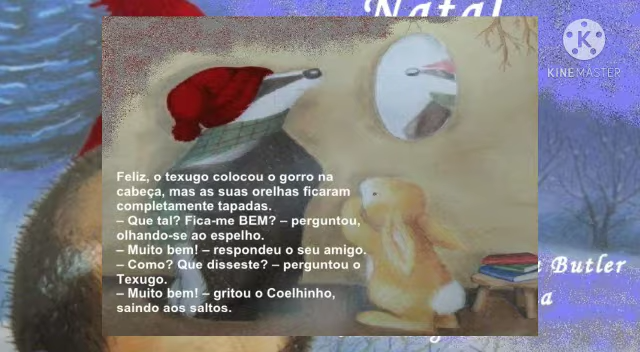 Natal
KINEMASTER
Feliz, o texugo colocou o gorro na
cabeça, mas as suas orelhas ficaram
completamente tapadas.
– Que tal? Fica-me BEM? – perguntou,
olhando-se ao espelho.
– Muito bem! – respondeu o seu amigo.
– Como? Que disseste? – perguntou o
Texugo.
– Muito bem! – gritou o Coelhinho,
saindo aos saltos.
Butler
a